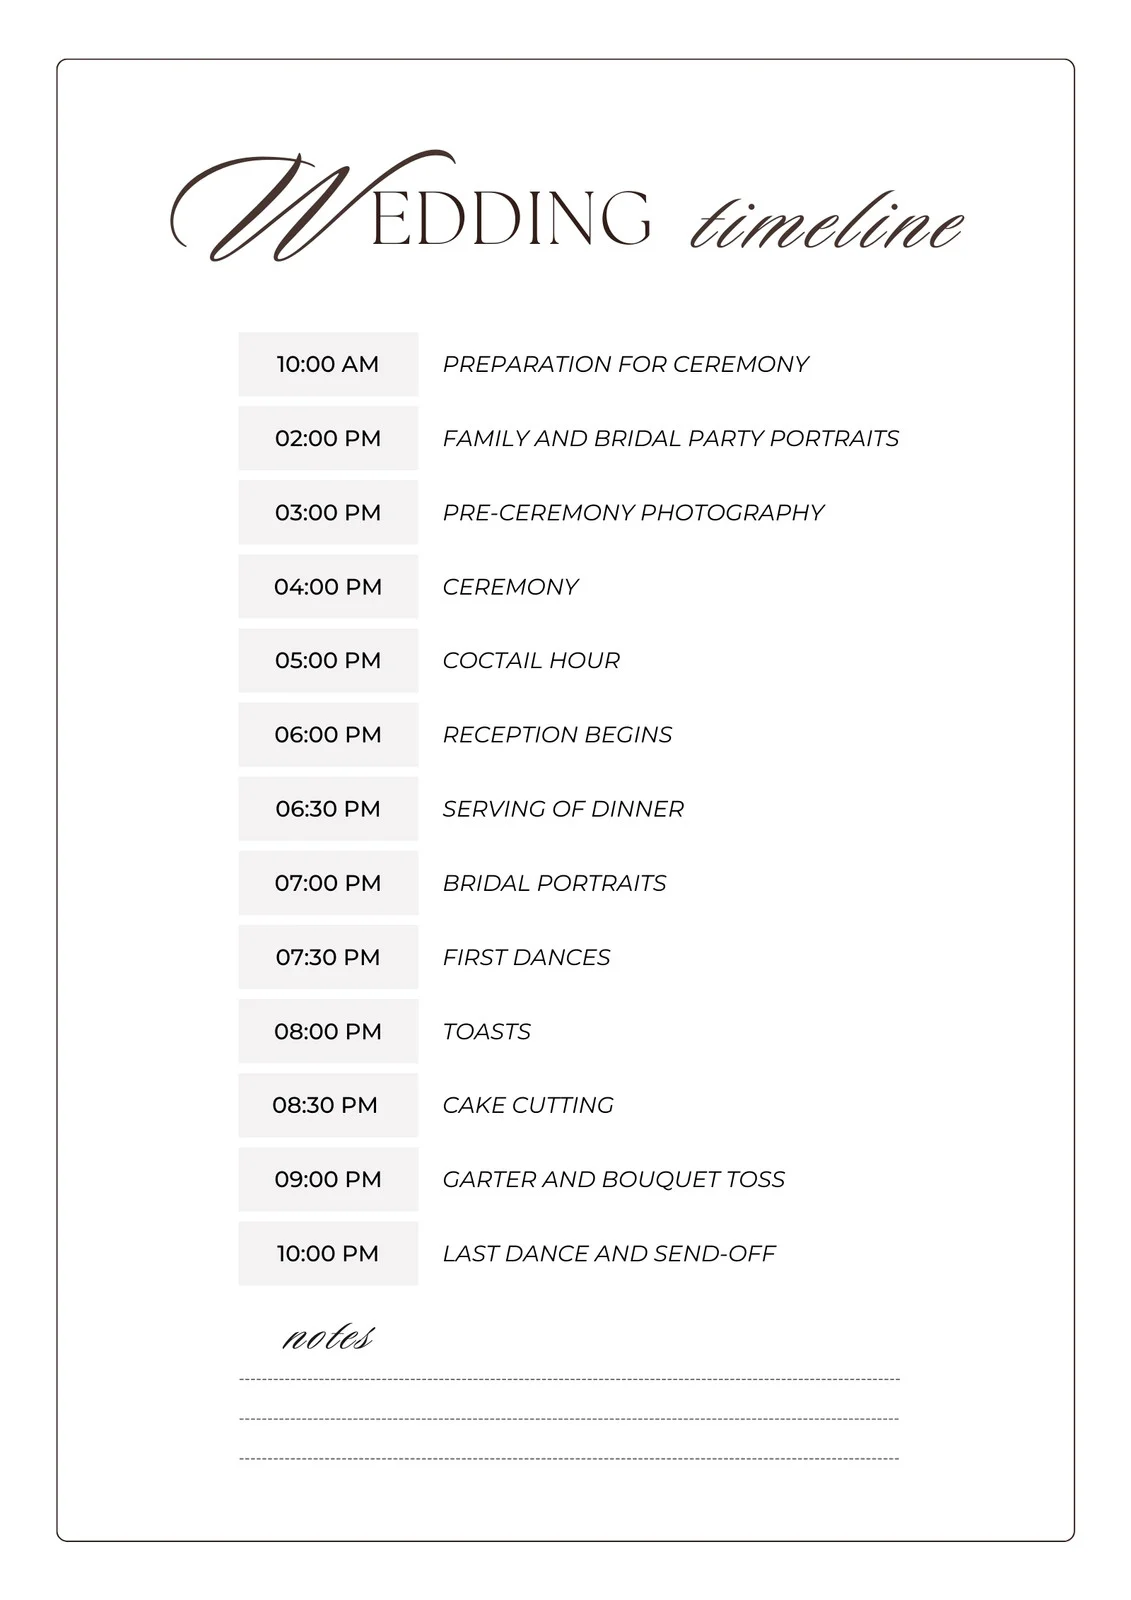 WEDDING timeline
10:00 AM PREPARATION FOR CEREMONY
02:00 PM FAMILY AND BRIDAL PARTY PORTRAITS
03:00 PM PRE-CEREMONY PHOTOGRAPHY
04:00 PM CEREMONY
05:00 PM COCTAIL HOUR
06:00 PM RECEPTION BEGINS
06:30 PM SERVING OF DINNER
07:00 PM BRIDAL PORTRAITS
07:30 PM FIRST DANCES
08:00 PM TOASTS
08:30 PM CAKE CUTTING
09:00 PM GARTER AND BOUQUET TOSS
10:00 PM LAST DANCE AND SEND-OFF
notes